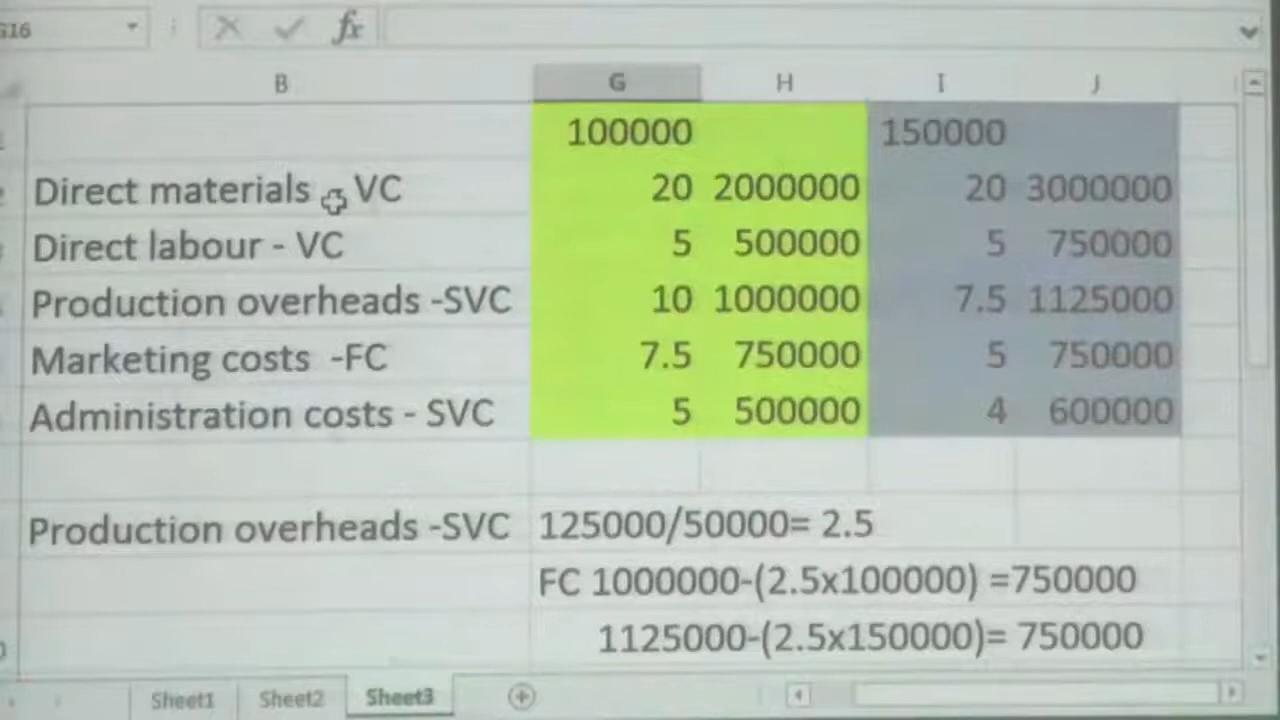 G16 fx
B G H I J
100000 150000
Direct materials - VC 20 2000000 20 3000000
Direct labour - VC 5 500000 5 750000
Production overheads -SVC 10 1000000 7.5 1125000
Marketing costs -FC 7.5 750000 5 750000
Administration costs - SVC 5 500000 4 600000
Production overheads -SVC 125000/50000= 2.5
FC 1000000-(2.5x100000) =750000
1125000-(2.5x150000)= 750000
Sheet1 Sheet2 Sheet3